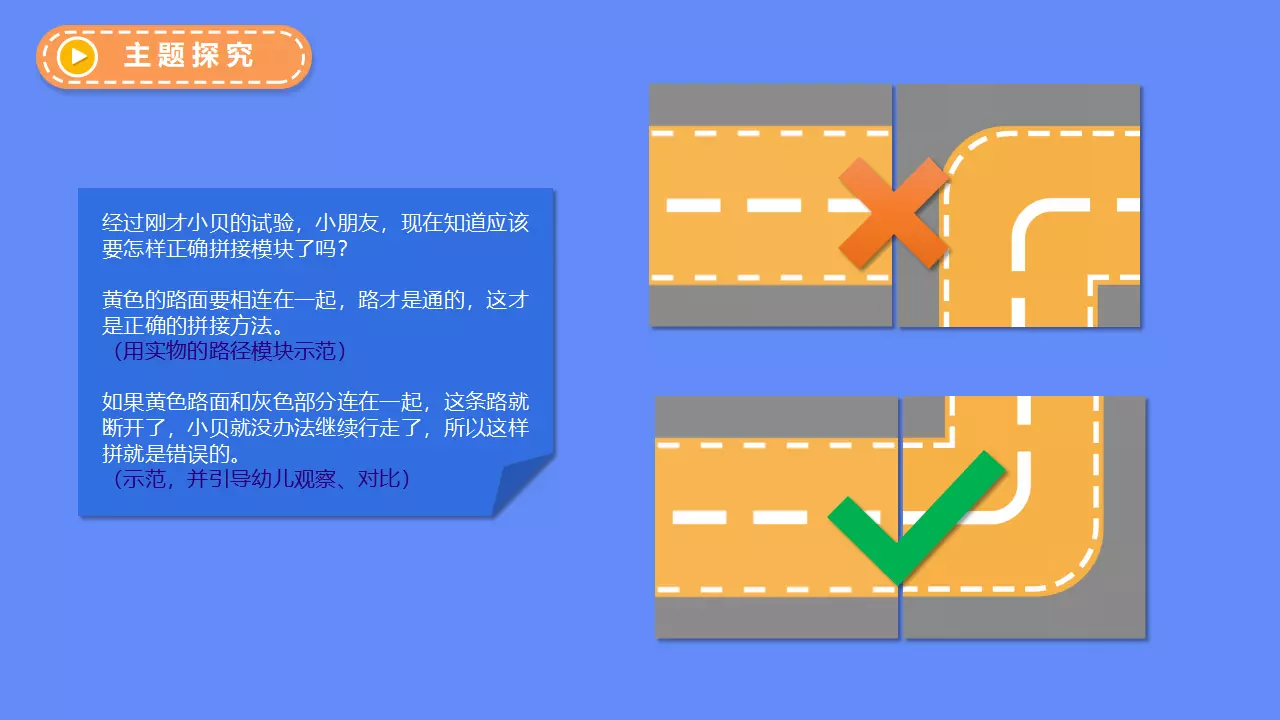 主题探究
经过刚才小贝的试验，小朋友，现在知道应该
要怎样正确拼接模块了吗？
黄色的路面要相连在一起，路才是通的，这才
是正确的拼接方法。
（用实物的路径模块示范）
如果黄色路面和灰色部分连在一起，这条路就
断开了，小贝就没办法继续行走了，所以这样
拼就是错误的。
（示范，并引导幼儿观察、对比）